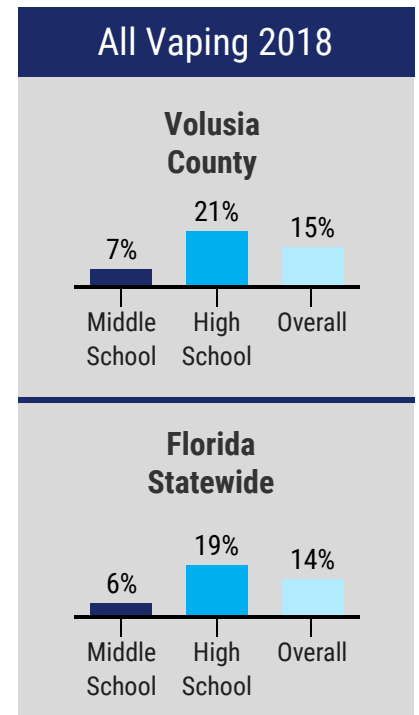 All Vaping 2018
Volusia
County
7%
21%
15%
Middle
School
High
School
Overall
Florida
Statewide
6%
19%
14%
Middle
School
High
School
Overall